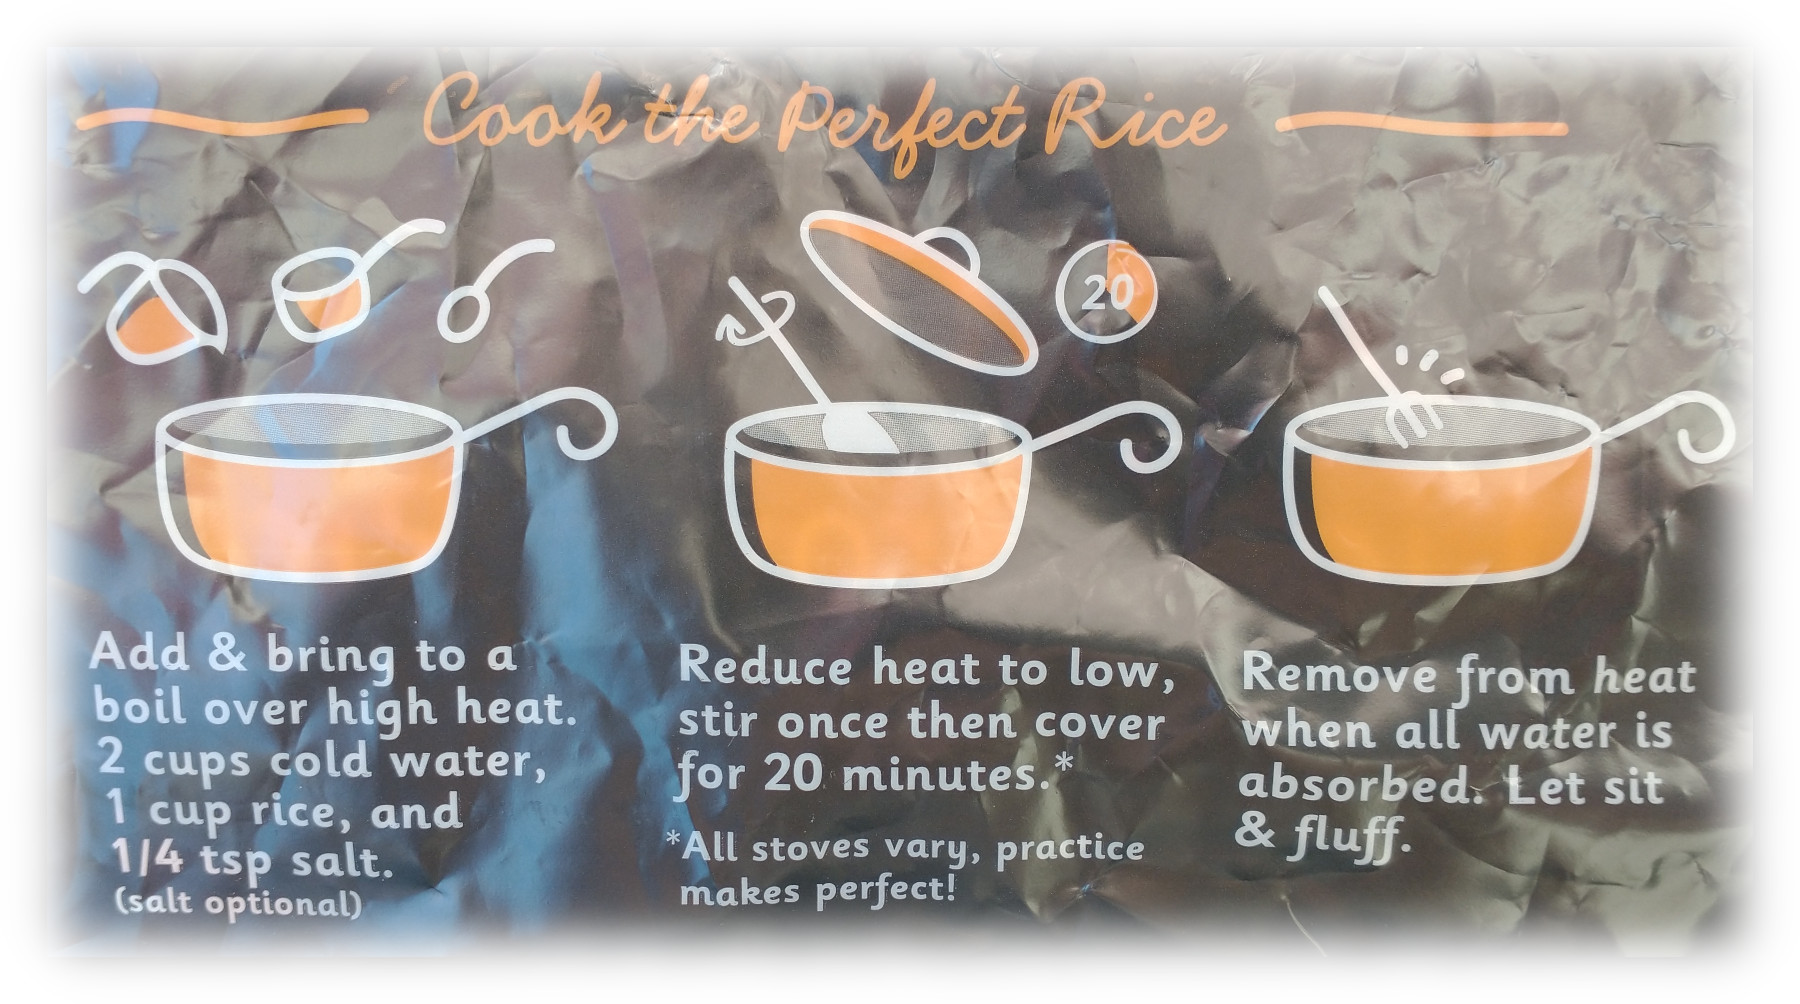 Cook the Perfect Rice
20
Add & bring to a
boil over high heat.
2 cups cold water,
1 cup rice, and
1/4 tsp salt.
(salt optional)
Reduce heat to low,
stir once then cover
for 20 minutes.*
*All stoves vary, practice
makes perfect!
Remove from heat
when all water is
absorbed. Let sit
& fluff.